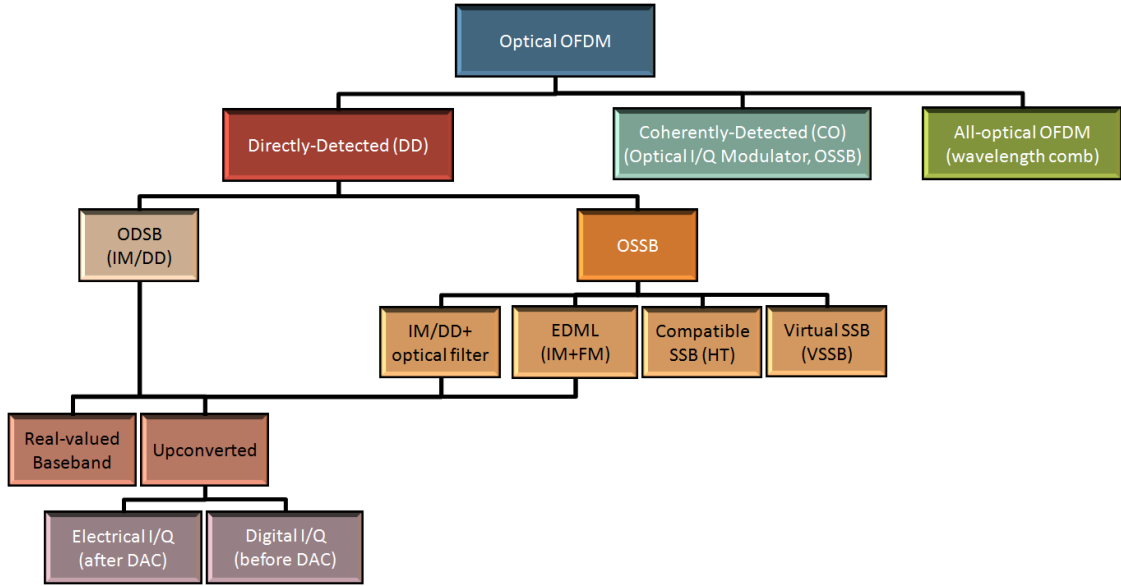 Optical OFDM
Directly-Detected (DD)
Coherently-Detected (CO)
(Optical I/Q Modulator, OSSB)
All-optical OFDM
(wavelength comb)
ODSB
(IM/DD)
OSSB
IM/DD+
optical filter
EDML
(IM+FM)
Compatible
SSB (HT)
Virtual SSB
(VSSB)
Real-valued
Baseband
Upconverted
Electrical I/Q
(after DAC)
Digital I/Q
(before DAC)